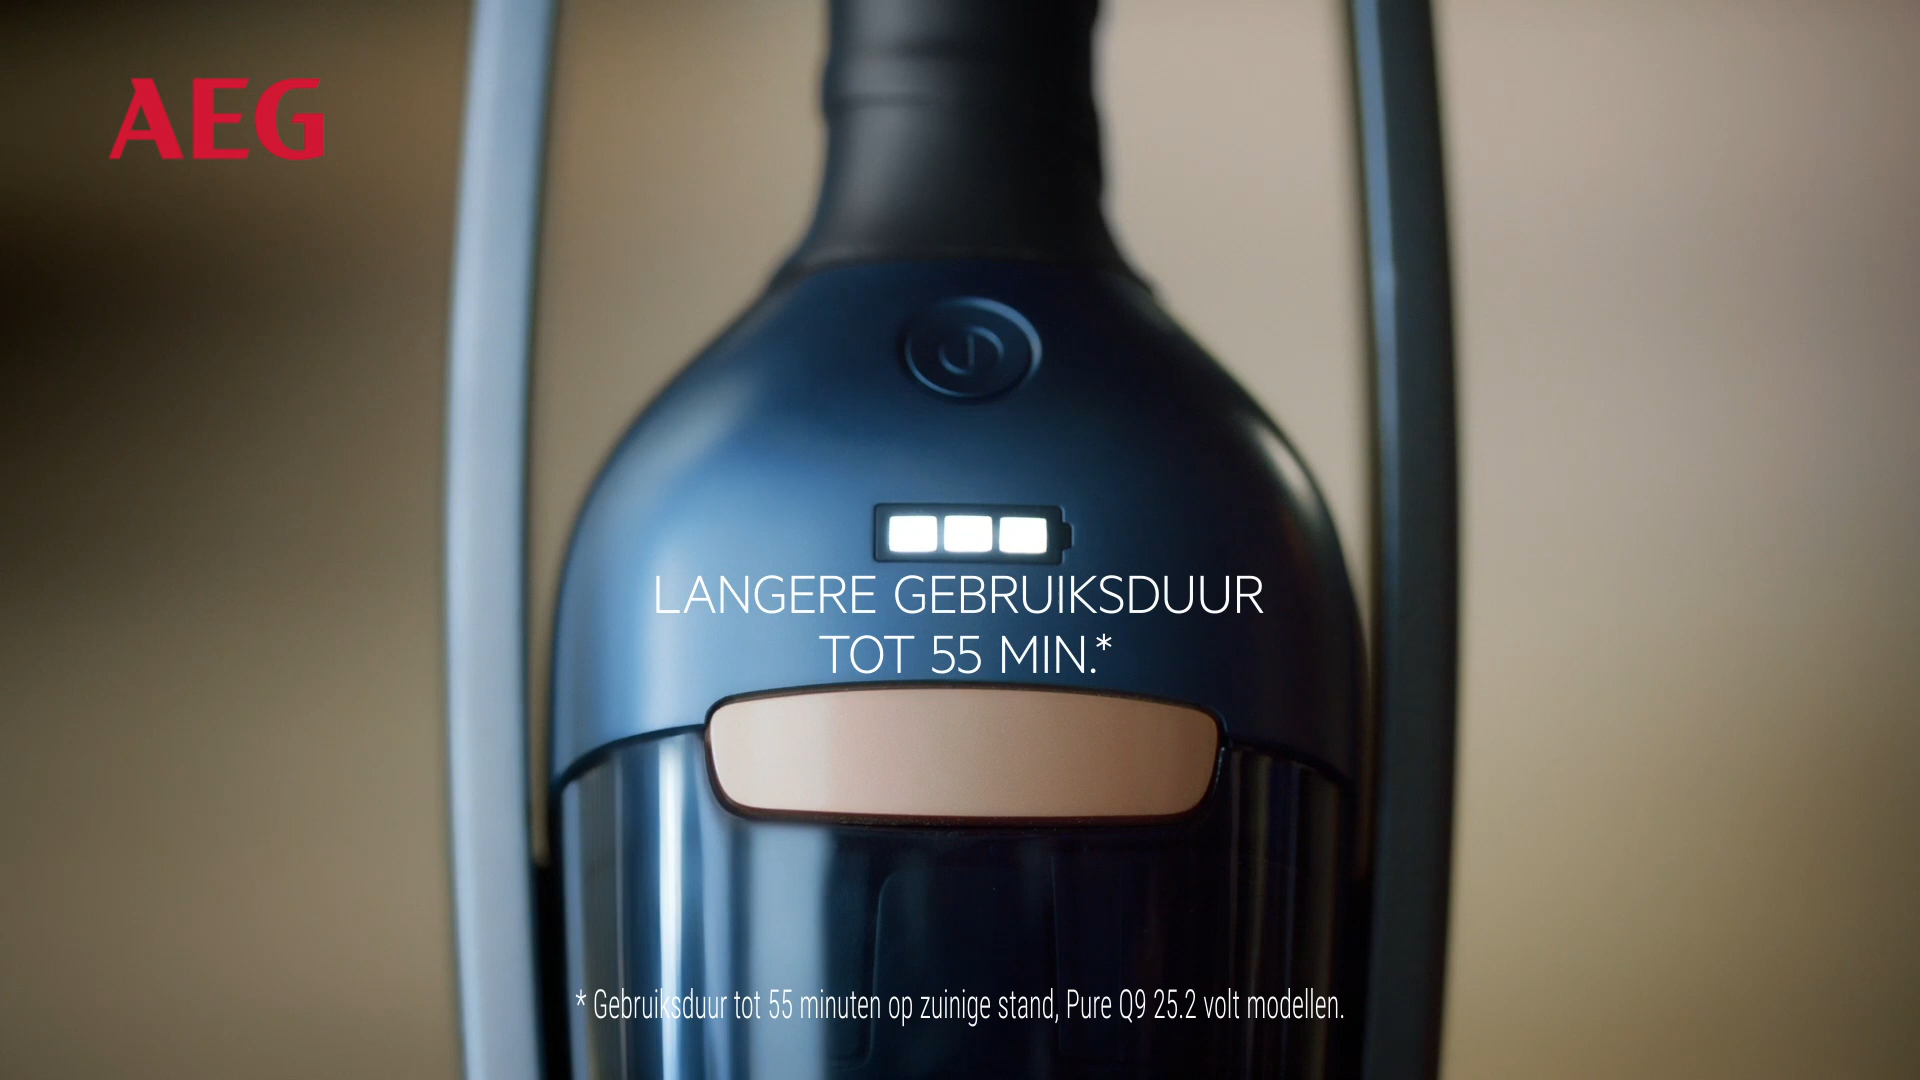 AEG
LANGERE GEBRUIKSDUUR
TOT 55 MIN.*
* Gebruiksduur tot 55 minuten op zuinige stand, Pure Q9 25.2 volt modellen.